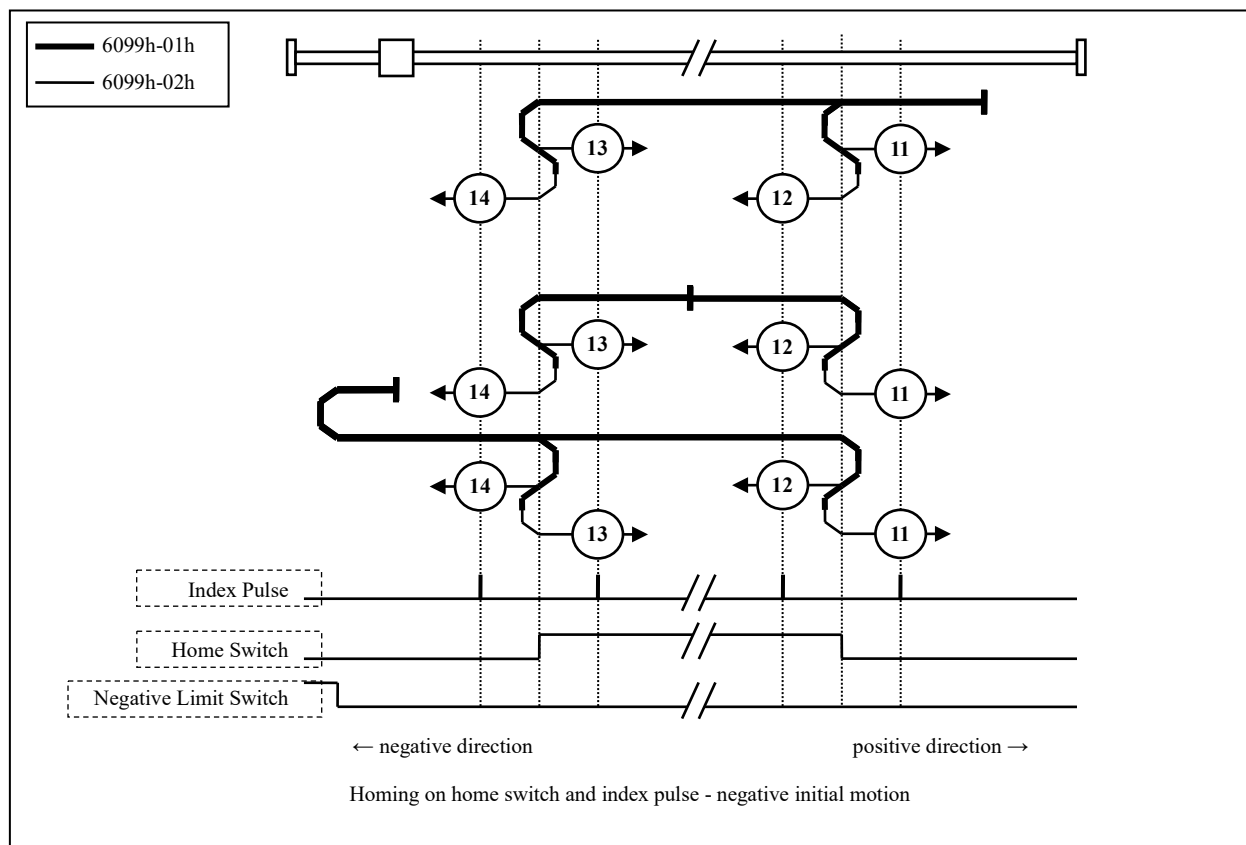 6099h-01h
6099h-02h
13
11
14
12
13
12
14
11
14
12
13
11
Index Pulse
Home Switch
Negative Limit Switch
← negative direction
positive direction →
Homing on home switch and index pulse - negative initial motion